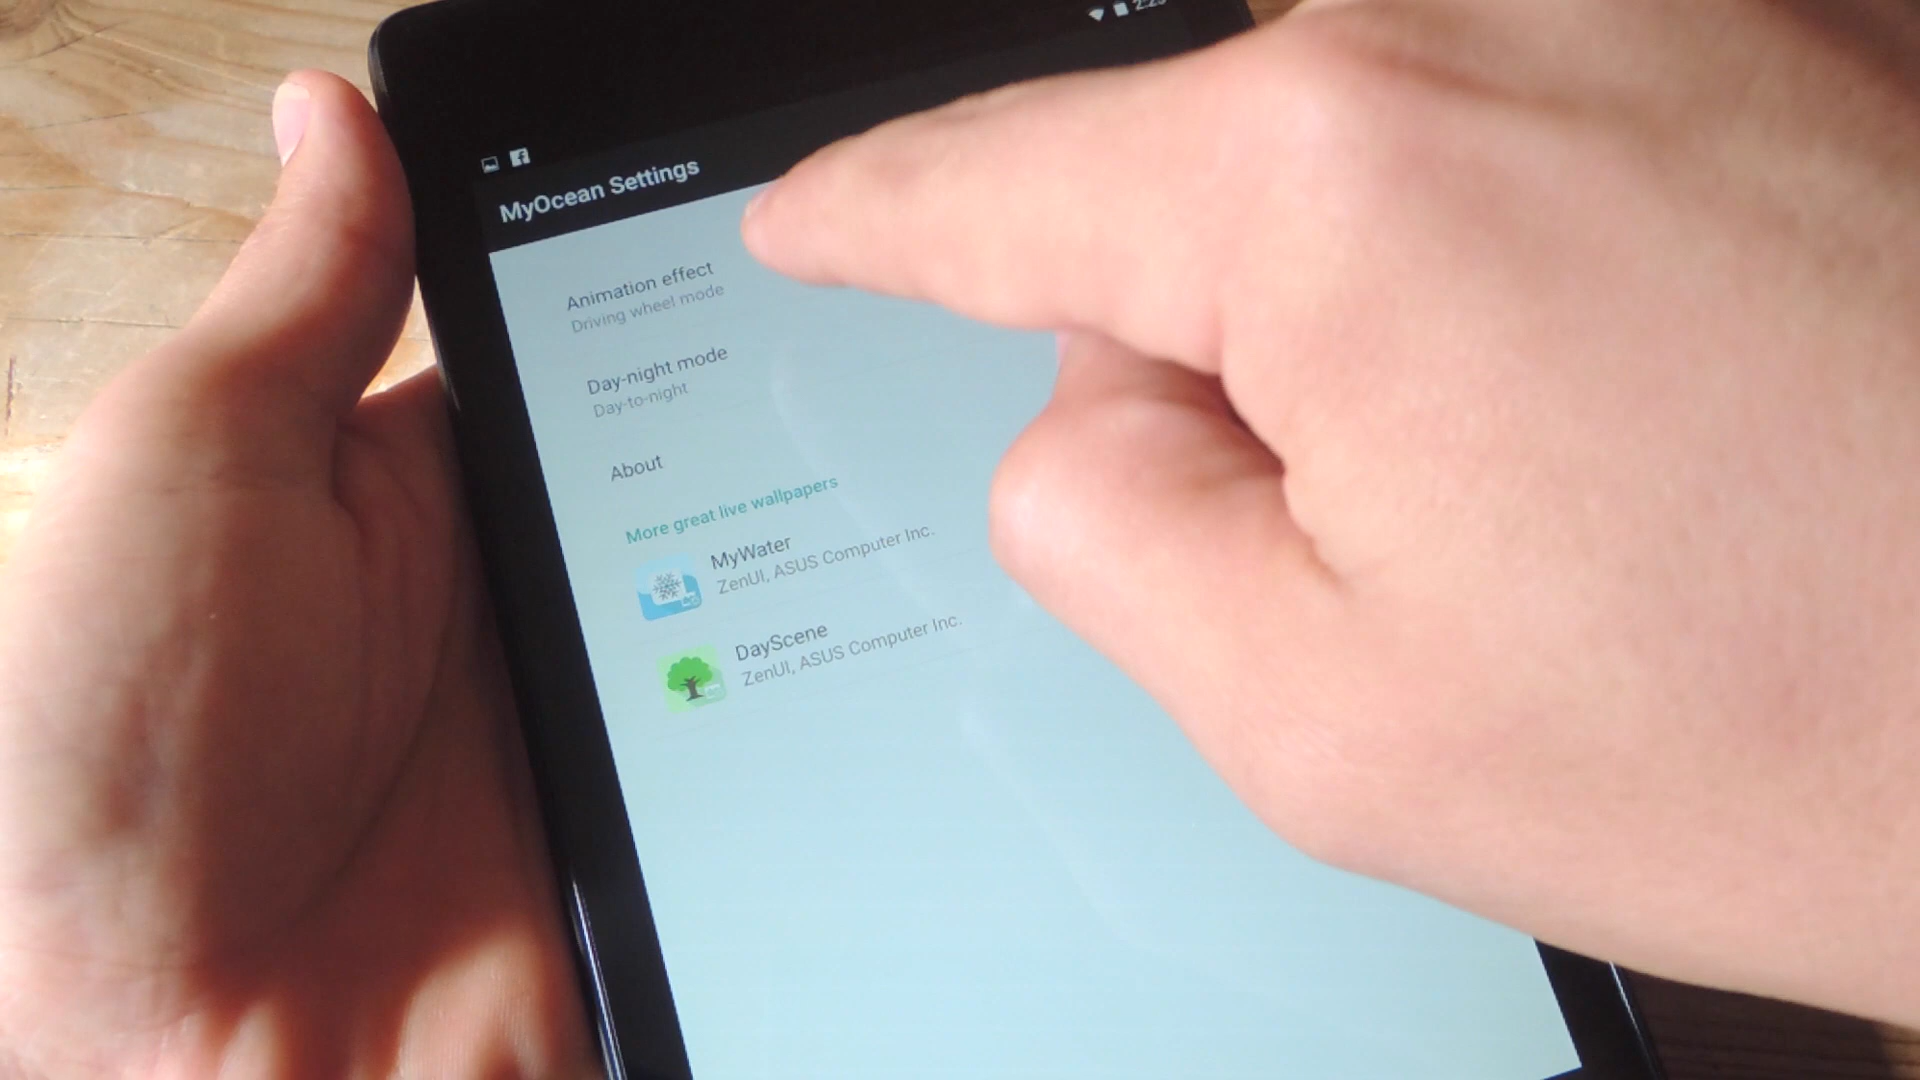 MyOcean Settings
Animation effect
Driving wheel mode
Day-night mode
Day-to-night
About
More great live wallpapers
MyWater
ZenUI, ASUS Computer Inc.
DayScene
ZenUI, ASUS Computer Inc.